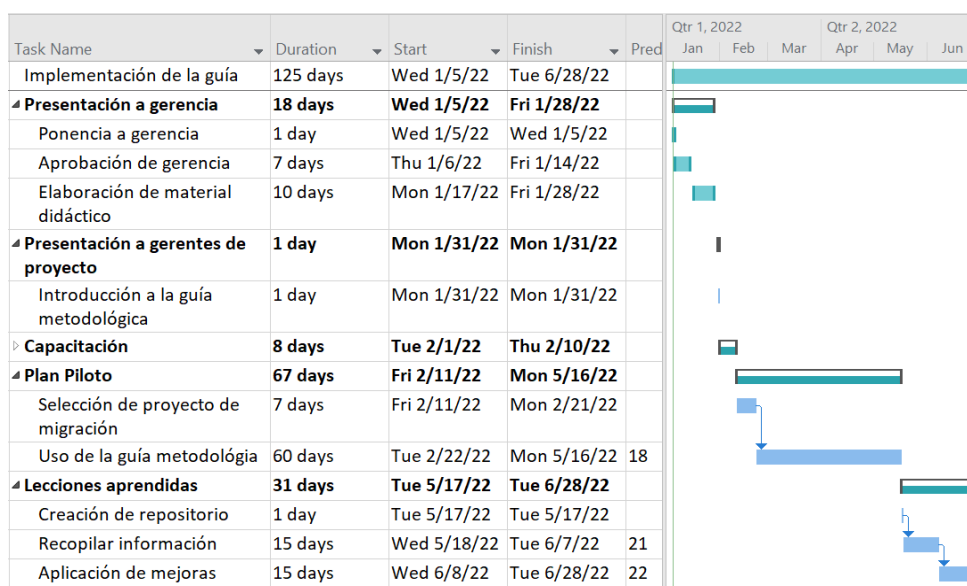 Qtr 1, 2022 Qtr 2, 2022
Task Name Duration Start Finish Pred Jan Feb Mar Apr May Jun
Implementación de la guía 125 days Wed 1/5/22 Tue 6/28/22
Presentación a gerencia 18 days Wed 1/5/22 Fri 1/28/22
Ponencia a gerencia 1 day Wed 1/5/22 Wed 1/5/22
Aprobación de gerencia 7 days Thu 1/6/22 Fri 1/14/22
Elaboración de material 10 days Mon 1/17/22 Fri 1/28/22
didáctico
Presentación a gerentes de 1 day Mon 1/31/22 Mon 1/31/22
proyecto
Introducción a la guía 1 day Mon 1/31/22 Mon 1/31/22
metodológica
Capacitación 8 days Tue 2/1/22 Thu 2/10/22
Plan Piloto 67 days Fri 2/11/22 Mon 5/16/22
Selección de proyecto de 7 days Fri 2/11/22 Mon 2/21/22
migración
Uso de la guía metodológia 60 days Tue 2/22/22 Mon 5/16/22 18
Lecciones aprendidas 31 days Tue 5/17/22 Tue 6/28/22
Creación de repositorio 1 day Tue 5/17/22 Tue 5/17/22
Recopilar información 15 days Wed 5/18/22 Tue 6/7/22 21
Aplicación de mejoras 15 days Wed 6/8/22 Tue 6/28/22 22